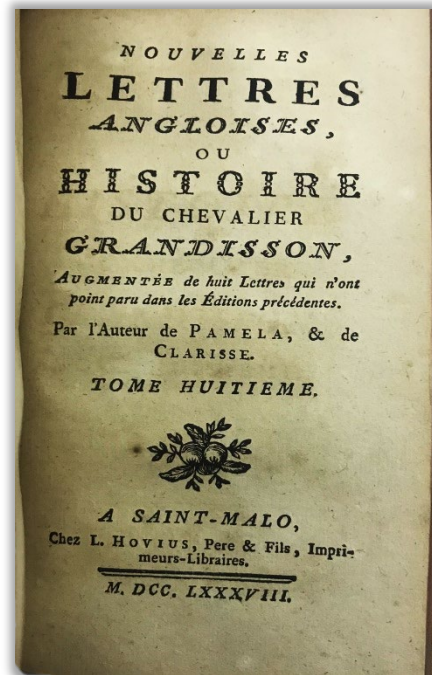 NOUVELLES
LETTRES
ANGLOISES,
OU
HISTOIRE
DU CHEVALIER
GRANDISSON,
AUGMENTÉE de huit Lettres qui n'ont
point paru dans les Éditions précédentes.
Par l'Auteur de PAMELA, & de
CLARISSE.
TOME HUITIEME.
A SAINT-MALO,
Chez L. HOVIUS, Pere & Fils, Impri-
meurs-Libraires.
M. DCC. LXXXVIII.